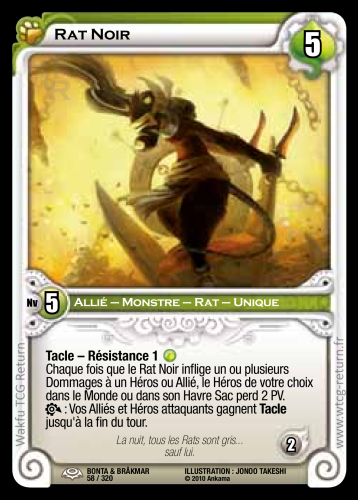 Rat Noir
5
Nv 5 Allié – Monstre – Rat – Unique
Tacle – Résistance 1
Chaque fois que le Rat Noir inflige un ou plusieurs
Dommages à un Héros ou Allié, le Héros de votre choix
dans le Monde ou dans son Havre Sac perd 2 PV.
: Vos Alliés et Héros attaquants gagnent Tacle
jusqu'à la fin du tour.
La nuit, tous les Rats sont gris...
sauf lui.
2
BONTA & BRÂKMAR
58 / 320
ILLUSTRATION : JONOO TAKESHI
© 2010 Ankama
Wakfu TCG Return
www.wtcg-return.fr